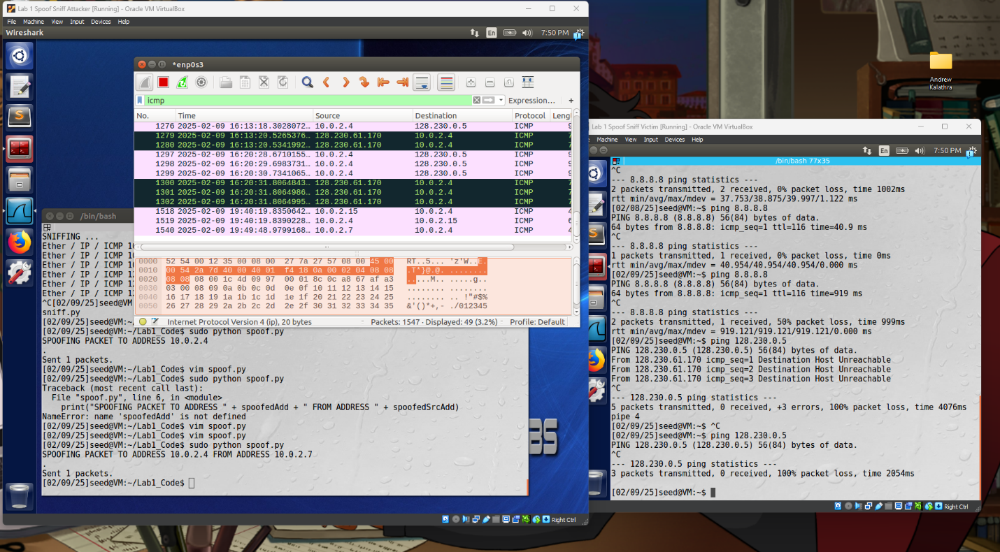 Lab 1 Spoof Sniff Attacker [Running] - Oracle VM VirtualBox
File Machine View Input Devices Help
Wireshark
En
7:50 PM
*enp0s3
icmp
Expression…
+
No. Time Source Destination Protocol Lengl
1276 2025-02-09 16:13:18.3028072… 10.0.2.4 128.230.0.5 ICMP 9
1279 2025-02-09 16:13:20.5265376… 128.230.61.170 10.0.2.4 ICMP 7
1280 2025-02-09 16:13:20.5341992… 128.230.61.170 10.0.2.4 ICMP 7
1297 2025-02-09 16:20:28.6710155… 10.0.2.4 128.230.0.5 ICMP 9
1298 2025-02-09 16:20:29.6983731… 10.0.2.4 128.230.0.5 ICMP 9
1299 2025-02-09 16:20:30.7341065… 10.0.2.4 128.230.0.5 ICMP 9
1300 2025-02-09 16:20:31.8064843… 128.230.61.170 10.0.2.4 ICMP 7
1301 2025-02-09 16:20:31.8064986… 128.230.61.170 10.0.2.4 ICMP 7
1302 2025-02-09 16:20:31.8064995… 128.230.61.170 10.0.2.4 ICMP 7
1518 2025-02-09 19:40:19.8350642… 10.0.2.15 10.0.2.4 ICMP 4
1519 2025-02-09 19:40:19.8390228… 10.0.2.4 10.0.2.15 ICMP 6
1540 2025-02-09 19:49:48.9799168… 10.0.2.7 10.0.2.4 ICMP 4
0000 52 54 00 12 35 00 08 00 27 7a 27 57 08 00 45 00 RT..5... 'z'W..E.
0010 00 54 2a 7d 40 00 40 01 f4 18 0a 00 02 04 08 08 .T*}@.@. ........
0020 08 08 08 00 1c 4d 09 97 00 01 8c 0c a8 67 af a3 .....M.. .....g..
0030 03 00 08 09 0a 0b 0c 0d 0e 0f 10 11 12 13 14 15 ........ ........
0040 16 17 18 19 1a 1b 1c 1d 1e 1f 20 21 22 23 24 25 ........ .. !"#$%
0050 26 27 28 29 2a 2b 2c 2d 2e 2f 30 31 32 33 34 35 &'()*+,- ./012345
Internet Protocol Version 4 (ip), 20 bytes
Packets: 1547 · Displayed: 49 (3.2%)
Profile: Default
/bin/bash
SNIFFING ...
Ether / IP / ICMP 10
Ether / IP / ICMP 10
Ether / IP / ICMP 10
Ether / IP / ICMP 12
Ether / IP / ICMP 12
Ether / IP / ICMP 12
^C[02/09/25]seed@VM
sniff.py
[02/09/25]seed@VM:~/Lab1_Code$ sudo python spoof.py
SPOOFING PACKET TO ADDRESS 10.0.2.4
.
Sent 1 packets.
[02/09/25]seed@VM:~/Lab1_Code$ vim spoof.py
[02/09/25]seed@VM:~/Lab1_Code$ sudo python spoof.py
Traceback (most recent call last):
File "spoof.py", line 6, in <module>
print("SPOOFING PACKET TO ADDRESS " + spoofedAdd + " FROM ADDRESS " + spoofedSrcAdd)
NameError: name 'spoofedAdd' is not defined
[02/09/25]seed@VM:~/Lab1_Code$ vim spoof.py
[02/09/25]seed@VM:~/Lab1_Code$ vim spoof.py
[02/09/25]seed@VM:~/Lab1_Code$ sudo python spoof.py
SPOOFING PACKET TO ADDRESS 10.0.2.4 FROM ADDRESS 10.0.2.7
.
Sent 1 packets.
[02/09/25]seed@VM:~/Lab1_Code$
Right Ctrl
Andrew
Kalathra
Lab 1 Spoof Sniff Victim [Running] - Oracle VM VirtualBox
Machine View Input Devices Help
En
7:50 PM
/bin/bash 77x35
^C
--- 8.8.8.8 ping statistics ---
2 packets transmitted, 2 received, 0% packet loss, time 1002ms
rtt min/avg/max/mdev = 37.753/38.875/39.997/1.122 ms
[02/08/25]seed@VM:~$ ping 8.8.8.8
PING 8.8.8.8 (8.8.8.8) 56(84) bytes of data.
64 bytes from 8.8.8.8: icmp_seq=1 ttl=116 time=40.9 ms
^C
--- 8.8.8.8 ping statistics ---
1 packets transmitted, 1 received, 0% packet loss, time 0ms
rtt min/avg/max/mdev = 40.954/40.954/40.954/0.000 ms
[02/09/25]seed@VM:~$ ping 8.8.8.8
PING 8.8.8.8 (8.8.8.8) 56(84) bytes of data.
64 bytes from 8.8.8.8: icmp_seq=1 ttl=116 time=919 ms
^C
--- 8.8.8.8 ping statistics ---
2 packets transmitted, 1 received, 50% packet loss, time 999ms
rtt min/avg/max/mdev = 919.121/919.121/919.121/0.000 ms
[02/09/25]seed@VM:~$ ping 128.230.0.5
PING 128.230.0.5 (128.230.0.5) 56(84) bytes of data.
From 128.230.61.170 icmp_seq=1 Destination Host Unreachable
From 128.230.61.170 icmp_seq=2 Destination Host Unreachable
From 128.230.61.170 icmp_seq=3 Destination Host Unreachable
^C
--- 128.230.0.5 ping statistics ---
5 packets transmitted, 0 received, +3 errors, 100% packet loss, time 4076ms
pipe 4
[02/09/25]seed@VM:~$ ^C
[02/09/25]seed@VM:~$ ping 128.230.0.5
PING 128.230.0.5 (128.230.0.5) 56(84) bytes of data.
^C
--- 128.230.0.5 ping statistics ---
3 packets transmitted, 0 received, 100% packet loss, time 2054ms
[02/09/25]seed@VM:~$
Right Ctrl